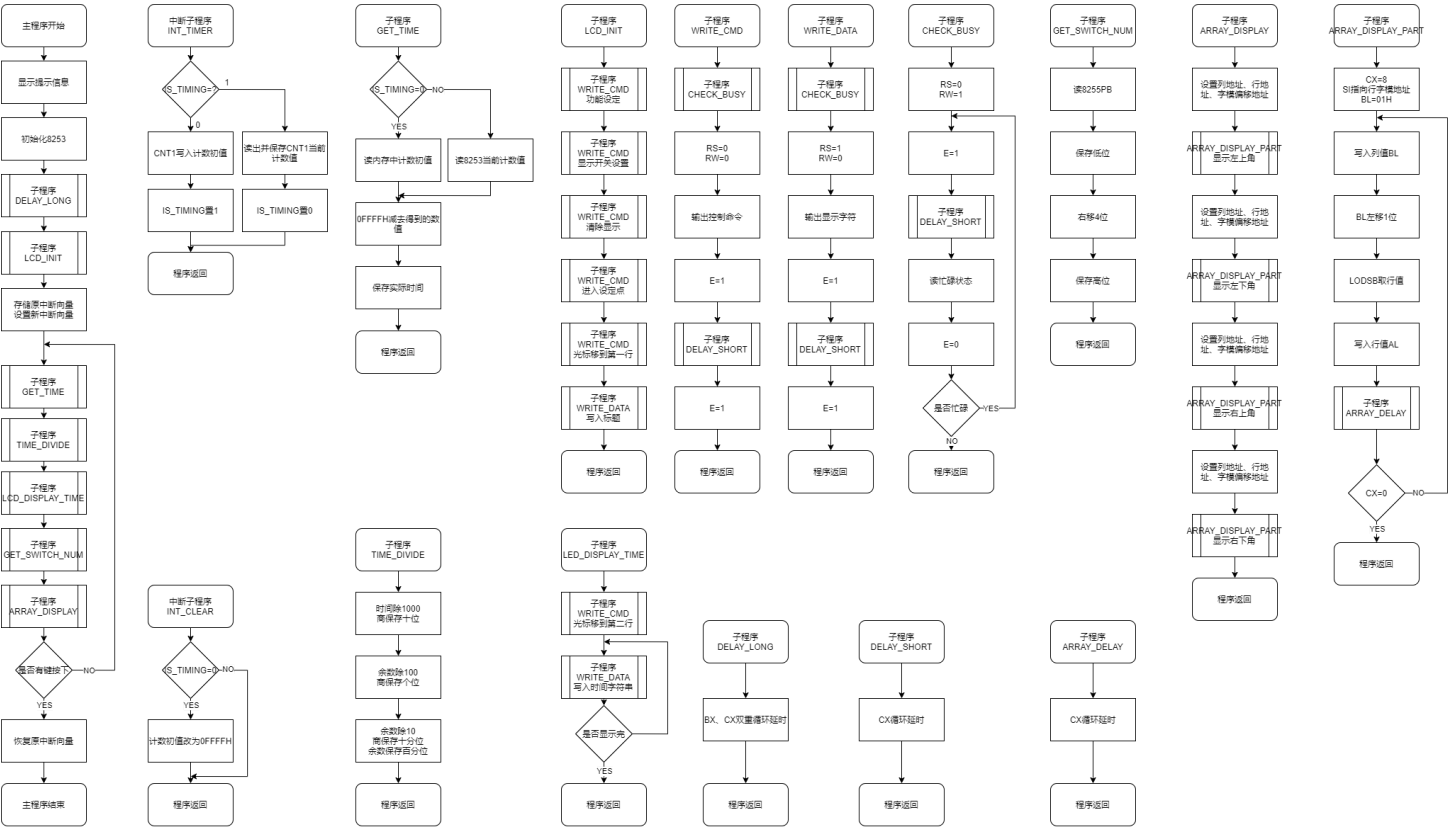 主程序开始
显示提示信息
初始化8253
子程序
DELAY_LONG
子程序
LCD_INIT
存储原中断向量
设置新中断向量
子程序
GET_TIME
子程序
TIME_DIVIDE
子程序
LCD_DISPLAY_TIME
子程序
GET_SWITCH_NUM
子程序
ARRAY_DISPLAY
是否有键按下
NO
YES
恢复原中断向量
主程序结束
中断子程序
INT_TIMER
IS_TIMING=?
1
0
CNT1写入计数初值
读出并保存CNT1当前
计数值
IS_TIMING置1
IS_TIMING置0
程序返回
中断子程序
INT_CLEAR
IS_TIMING=0
NO
YES
计数初值改为0FFFFH
程序返回
子程序
GET_TIME
IS_TIMING=0
NO
YES
读内存中计数初值
读8253当前计数值
0FFFFH减去得到的数
值
保存实际时间
程序返回
子程序
TIME_DIVIDE
时间除1000
商保存十位
余数除100
商保存个位
余数除10
商保存十分位
余数保存百分位
程序返回
子程序
LCD_INIT
子程序
WRITE_CMD
功能设定
子程序
WRITE_CMD
显示开关设置
子程序
WRITE_CMD
清除显示
子程序
WRITE_CMD
进入设定点
子程序
WRITE_CMD
光标移到第一行
子程序
WRITE_DATA
写入标题
程序返回
子程序
LED_DISPLAY_TIME
子程序
WRITE_CMD
光标移到第二行
子程序
WRITE_DATA
写入时间字符串
是否显示完
YES
程序返回
子程序
WRITE_CMD
子程序
CHECK_BUSY
RS=0
RW=0
输出控制命令
E=1
子程序
DELAY_SHORT
E=1
程序返回
子程序
WRITE_DATA
子程序
CHECK_BUSY
RS=1
RW=0
输出显示字符
E=1
子程序
DELAY_SHORT
E=1
程序返回
子程序
CHECK_BUSY
RS=0
RW=1
E=1
子程序
DELAY_SHORT
读忙碌状态
E=0
是否忙碌
YES
NO
程序返回
子程序
DELAY_LONG
BX、CX双重循环延时
程序返回
子程序
DELAY_SHORT
CX循环延时
程序返回
子程序
GET_SWITCH_NUM
读8255PB
保存低位
右移4位
保存高位
程序返回
子程序
ARRAY_DELAY
CX循环延时
程序返回
子程序
ARRAY_DISPLAY
设置列地址、行地
址、字模偏移地址
ARRAY_DISPLAY_PART
显示左上角
设置列地址、行地
址、字模偏移地址
ARRAY_DISPLAY_PART
显示左下角
设置列地址、行地
址、字模偏移地址
ARRAY_DISPLAY_PART
显示右上角
设置列地址、行地
址、字模偏移地址
ARRAY_DISPLAY_PART
显示右下角
程序返回
子程序
ARRAY_DISPLAY_PART
CX=8
SI指向行字模地址
BL=01H
写入列值BL
BL左移1位
LODSB取行值
写入行值AL
子程序
ARRAY_DELAY
CX=0
NO
YES
程序返回